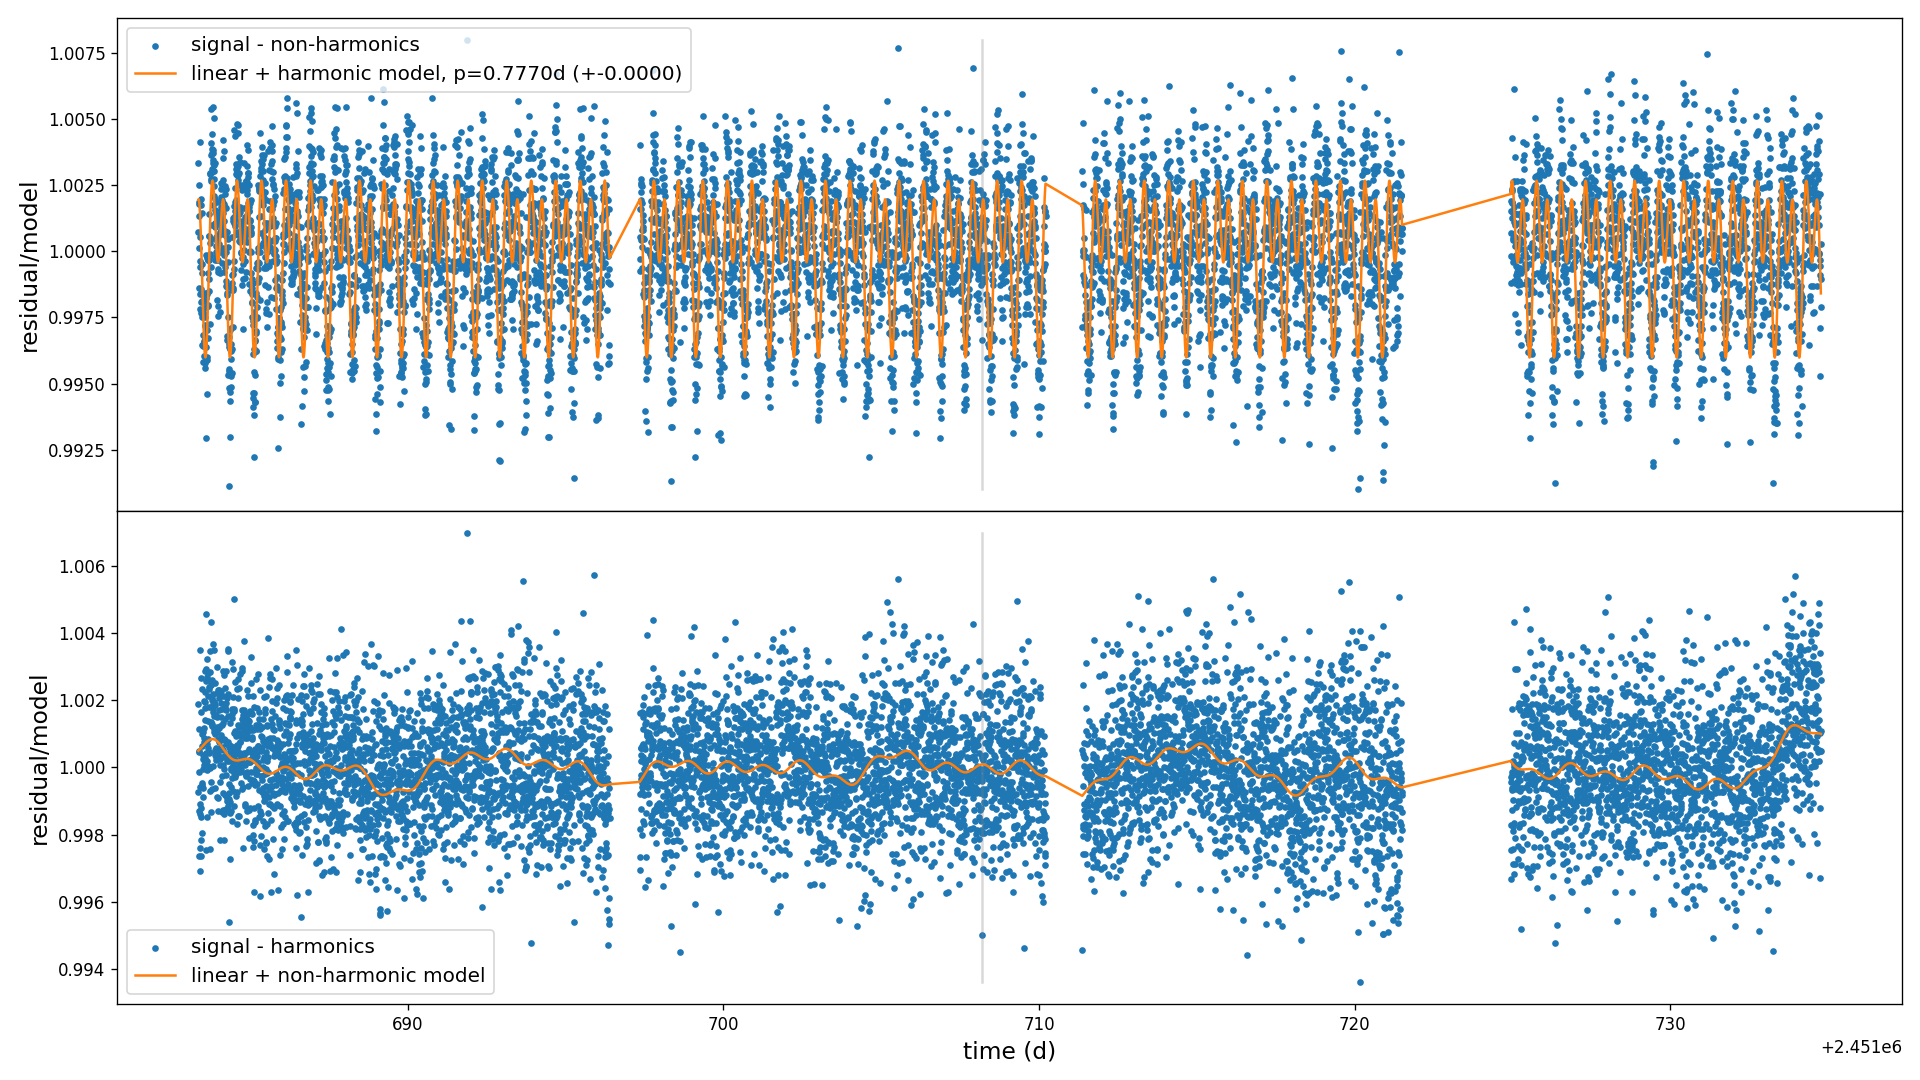 signal - non-harmonics
linear + harmonic model, p=0.7770d (+-0.0000)
1.0075
1.0050
1.0025
1.0000
0.9975
0.9950
0.9925
residual/model
1.006
1.004
1.002
1.000
0.998
0.996
0.994
residual/model
signal - harmonics
linear + non-harmonic model
690
700
710
720
730
time (d)
+2.451e6